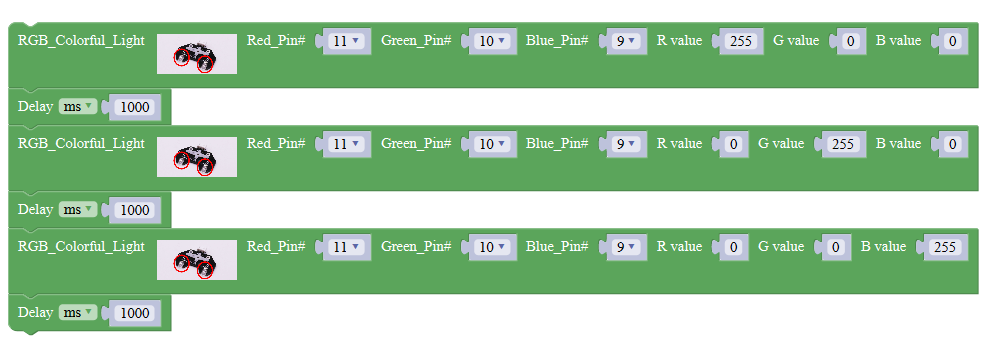 RGB_Colorful_Light Red_Pin# 11 Green_Pin# 10 Blue_Pin# 9 R value 255 G value 0 B value 0
Delay ms 1000
RGB_Colorful_Light Red_Pin# 11 Green_Pin# 10 Blue_Pin# 9 R value 0 G value 255 B value 0
Delay ms 1000
RGB_Colorful_Light Red_Pin# 11 Green_Pin# 10 Blue_Pin# 9 R value 0 G value 0 B value 255
Delay ms 1000